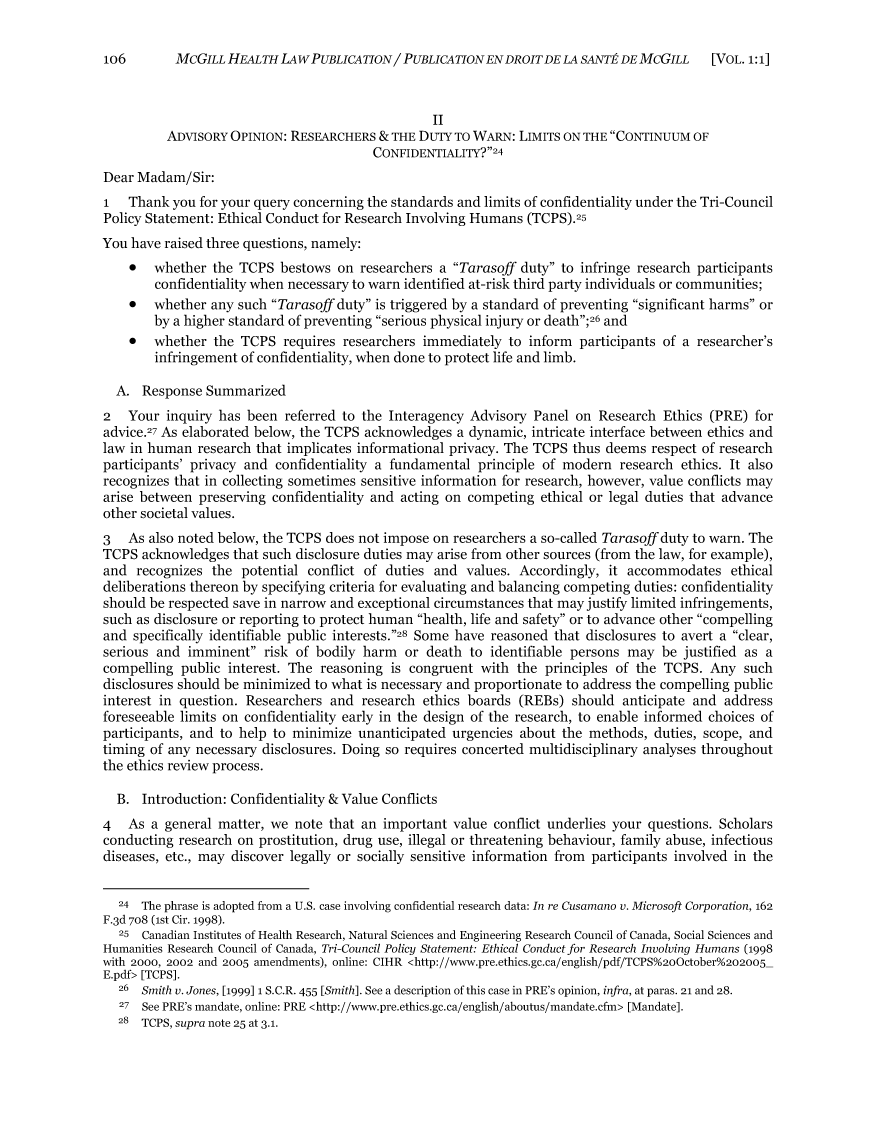 106 MCGILL HEALTH LAW PUBLICATION / PUBLICATION EN DROIT DE LA SANTÉ DE MCGILL [VOL. 1:1]
II
ADVISORY OPINION: RESEARCHERS & THE DUTY TO WARN: LIMITS ON THE “CONTINUUM OF
CONFIDENTIALITY?”24
Dear Madam/Sir:
1 Thank you for your query concerning the standards and limits of confidentiality under the Tri-Council
Policy Statement: Ethical Conduct for Research Involving Humans (TCPS).25
You have raised three questions, namely:
• whether the TCPS bestows on researchers a “Tarasoff duty” to infringe research participants
confidentiality when necessary to warn identified at-risk third party individuals or communities;
• whether any such “Tarasoff duty” is triggered by a standard of preventing “significant harms” or
by a higher standard of preventing “serious physical injury or death”;26 and
• whether the TCPS requires researchers immediately to inform participants of a researcher’s
infringement of confidentiality, when done to protect life and limb.
A. Response Summarized
2 Your inquiry has been referred to the Interagency Advisory Panel on Research Ethics (PRE) for
advice.27 As elaborated below, the TCPS acknowledges a dynamic, intricate interface between ethics and
law in human research that implicates informational privacy. The TCPS thus deems respect of research
participants’ privacy and confidentiality a fundamental principle of modern research ethics. It also
recognizes that in collecting sometimes sensitive information for research, however, value conflicts may
arise between preserving confidentiality and acting on competing ethical or legal duties that advance
other societal values.
3 As also noted below, the TCPS does not impose on researchers a so-called Tarasoff duty to warn. The
TCPS acknowledges that such disclosure duties may arise from other sources (from the law, for example),
and recognizes the potential conflict of duties and values. Accordingly, it accommodates ethical
deliberations thereon by specifying criteria for evaluating and balancing competing duties: confidentiality
should be respected save in narrow and exceptional circumstances that may justify limited infringements,
such as disclosure or reporting to protect human “health, life and safety” or to advance other “compelling
and specifically identifiable public interests.”28 Some have reasoned that disclosures to avert a “clear,
serious and imminent” risk of bodily harm or death to identifiable persons may be justified as a
compelling public interest. The reasoning is congruent with the principles of the TCPS. Any such
disclosures should be minimized to what is necessary and proportionate to address the compelling public
interest in question. Researchers and research ethics boards (REBs) should anticipate and address
foreseeable limits on confidentiality early in the design of the research, to enable informed choices of
participants, and to help to minimize unanticipated urgencies about the methods, duties, scope, and
timing of any necessary disclosures. Doing so requires concerted multidisciplinary analyses throughout
the ethics review process.
B. Introduction: Confidentiality & Value Conflicts
4 As a general matter, we note that an important value conflict underlies your questions. Scholars
conducting research on prostitution, drug use, illegal or threatening behaviour, family abuse, infectious
diseases, etc., may discover legally or socially sensitive information from participants involved in the
24 The phrase is adopted from a U.S. case involving confidential research data: In re Cusamano v. Microsoft Corporation, 162
F.3d 708 (1st Cir. 1998).
25 Canadian Institutes of Health Research, Natural Sciences and Engineering Research Council of Canada, Social Sciences and
Humanities Research Council of Canada, Tri-Council Policy Statement: Ethical Conduct for Research Involving Humans (1998
with 2000, 2002 and 2005 amendments), online: CIHR <http://www.pre.ethics.gc.ca/english/pdf/TCPS%20October%202005_
E.pdf> [TCPS].
26 Smith v. Jones, [1999] 1 S.C.R. 455 [Smith]. See a description of this case in PRE’s opinion, infra, at paras. 21 and 28.
27 See PRE’s mandate, online: PRE <http://www.pre.ethics.gc.ca/english/aboutus/mandate.cfm> [Mandate].
28 TCPS, supra note 25 at 3.1.